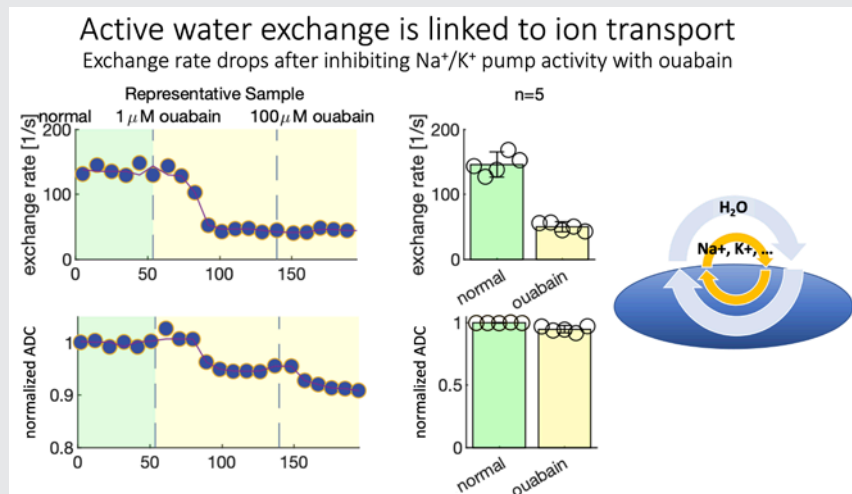 Active water exchange is linked to ion transport
Exchange rate drops after inhibiting Na⁺/K⁺ pump activity with ouabain
Representative Sample
normal 1 μM ouabain 100 μM ouabain
exchange rate [1/s]
200
100
0
0 50 100 150
normalized ADC
1
0.9
0.8
0 50 100 150
n=5
exchange rate [1/s]
200
100
0
normal ouabain
normalized ADC
1
0.5
0
normal ouabain
H₂O
Na+, K+, ...